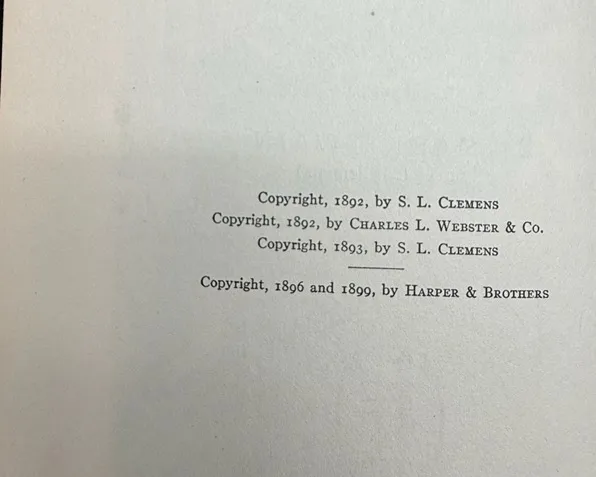 Copyright, 1892, by S. L. CLEMENS
Copyright, 1892, by CHARLES L. WEBSTER & Co.
Copyright, 1893, by S. L. CLEMENS
Copyright, 1896 and 1899, by HARPER & BROTHERS